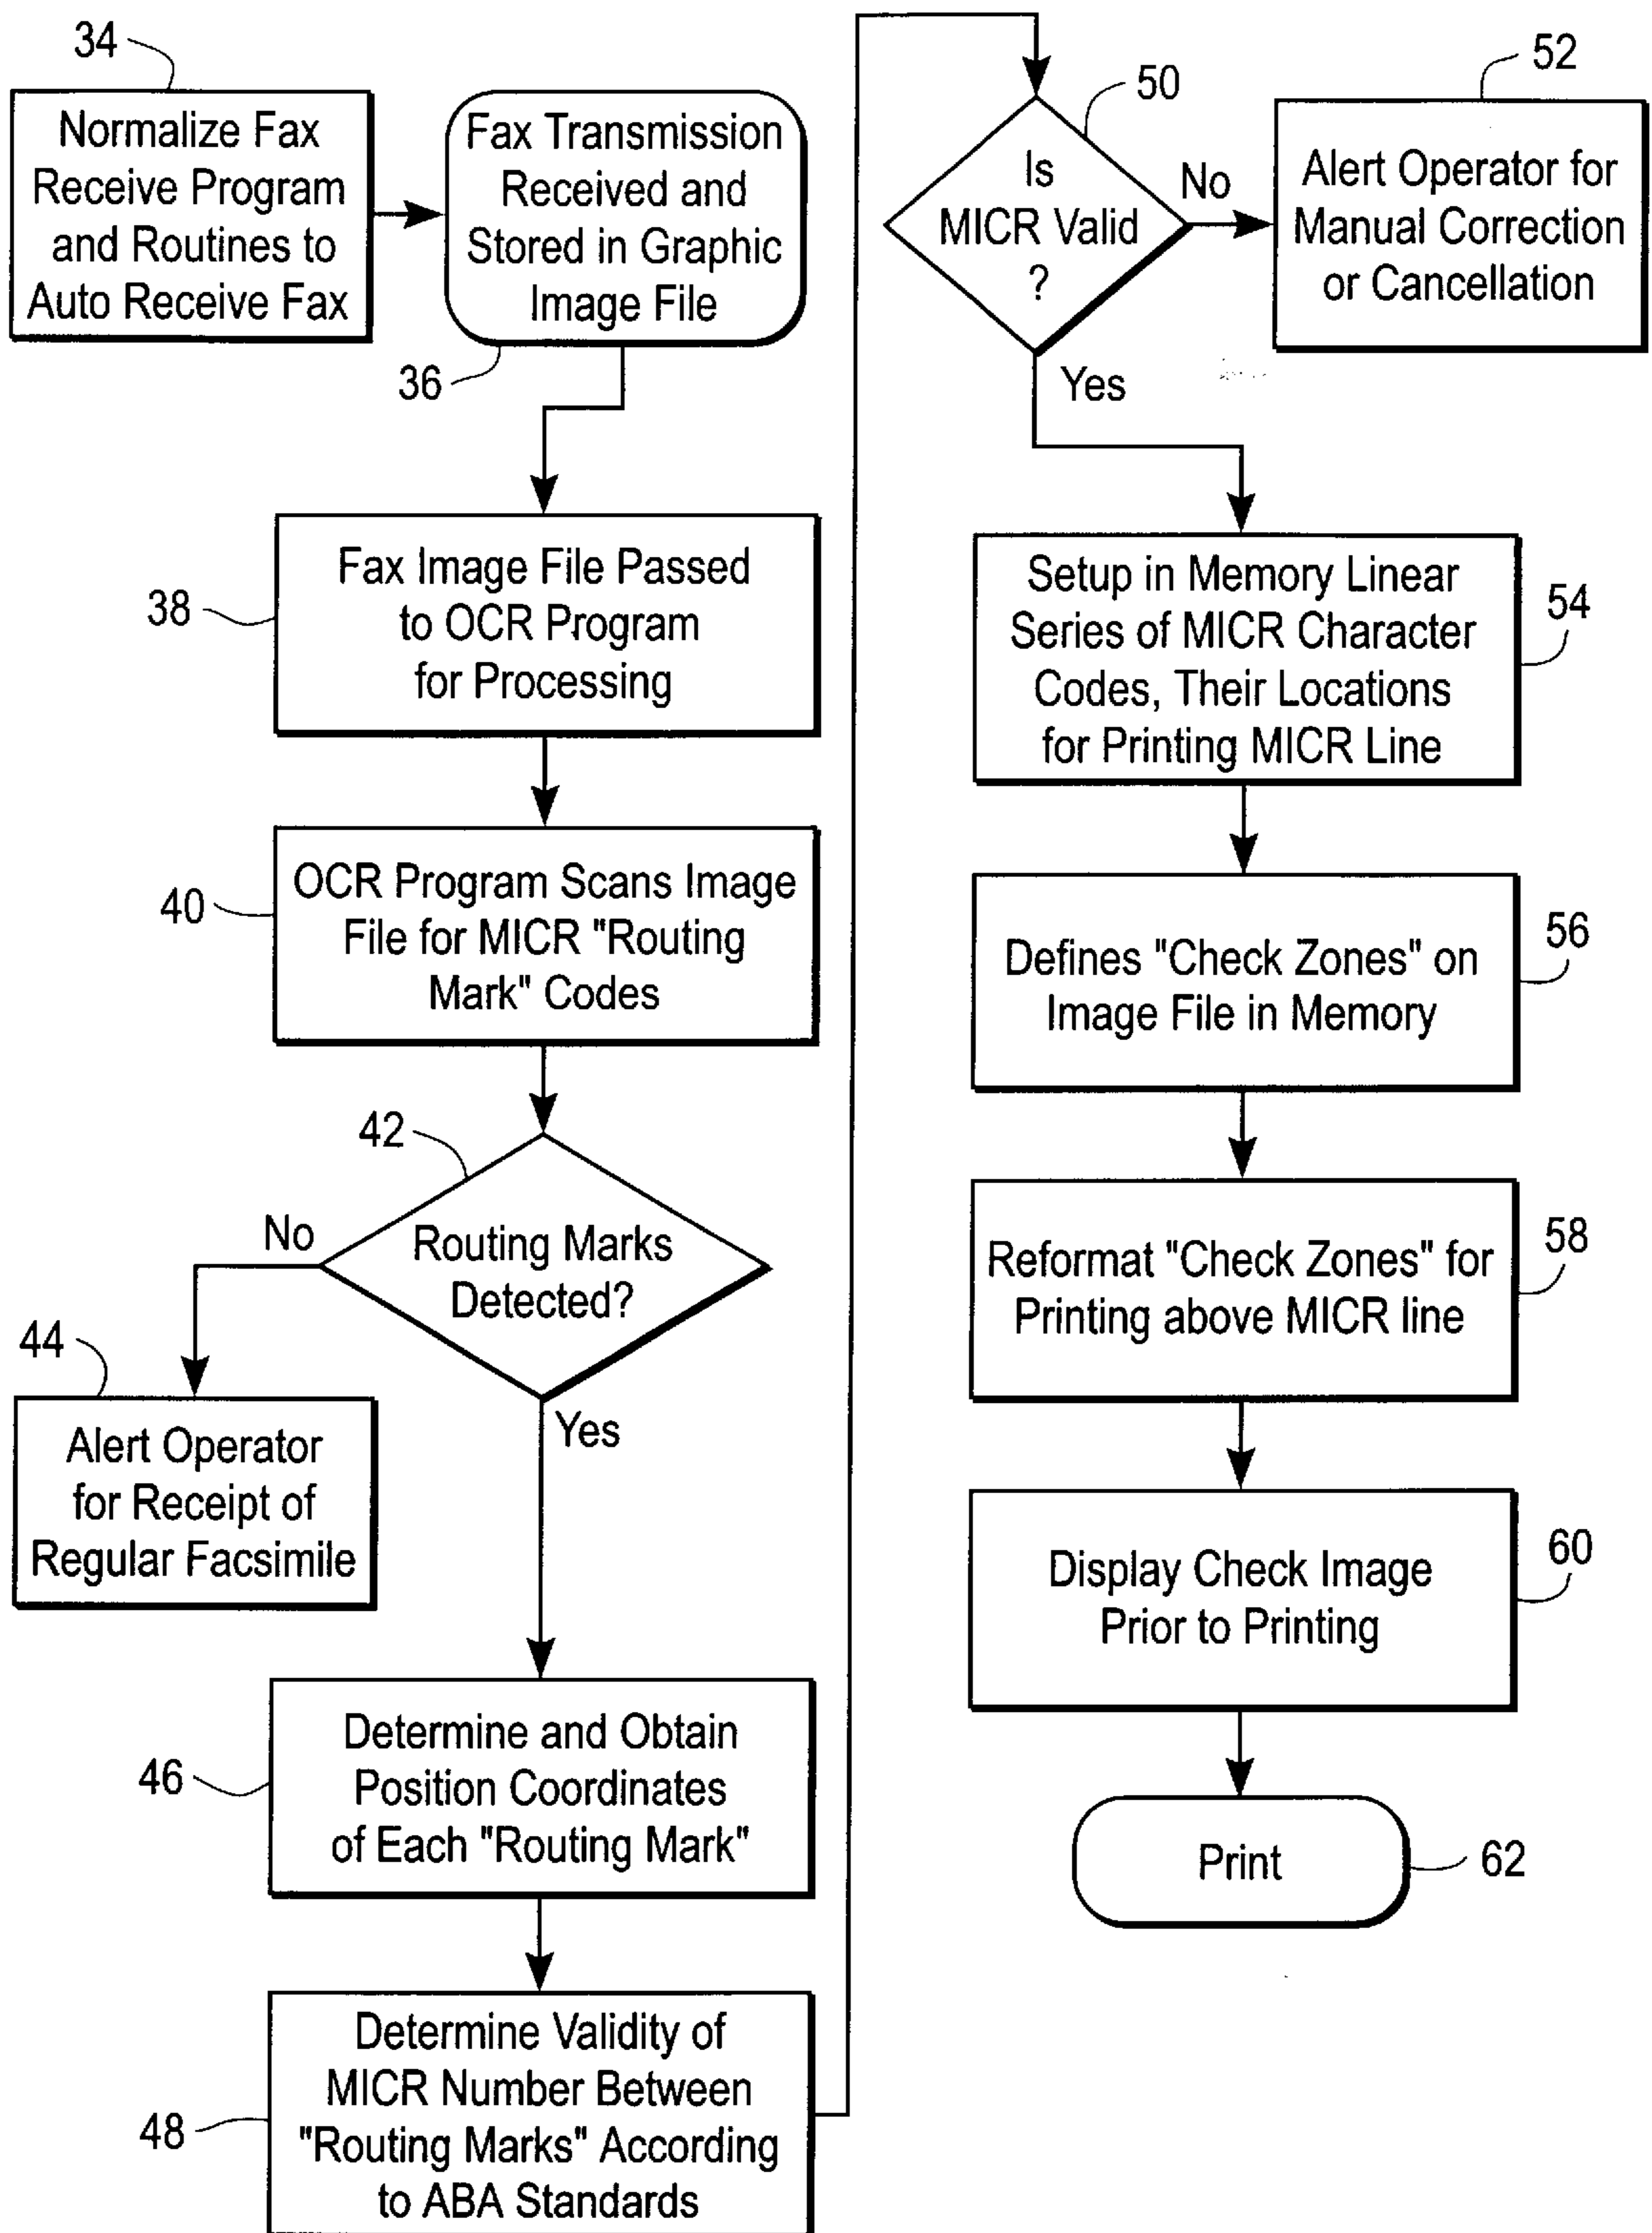 34
Normalize Fax
Receive Program
and Routines to
Auto Receive Fax
Fax Transmission
Received and
Stored in Graphic
Image File
36
38
Fax Image File Passed
to OCR Program
for Processing
40
OCR Program Scans Image
File for MICR "Routing
Mark" Codes
42
Routing Marks
Detected?
No
Yes
44
Alert Operator
for Receipt of
Regular Facsimile
46
Determine and Obtain
Position Coordinates
of Each "Routing Mark"
48
Determine Validity of
MICR Number Between
"Routing Marks" According
to ABA Standards
50
Is
MICR Valid
?
No
Yes
52
Alert Operator for
Manual Correction
or Cancellation
Setup in Memory Linear
Series of MICR Character
Codes, Their Locations
for Printing MICR Line
54
Defines "Check Zones" on
Image File in Memory
56
Reformat "Check Zones" for
Printing above MICR line
58
Display Check Image
Prior to Printing
60
Print
62